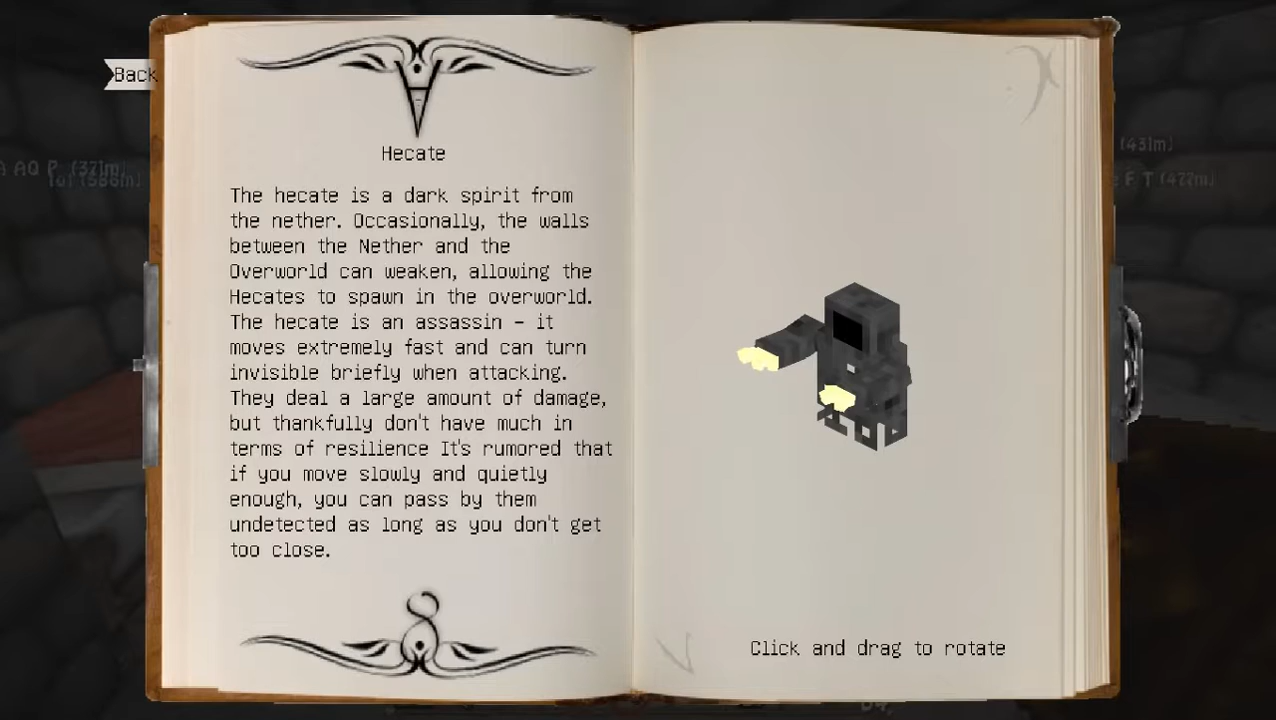 Back
Hecate
The hecate is a dark spirit from
the nether. Occasionally, the walls
between the Nether and the
Overworld can weaken, allowing the
Hecates to spawn in the overworld.
The hecate is an assassin – it
moves extremely fast and can turn
invisible briefly when attacking.
They deal a large amount of damage,
but thankfully don't have much in
terms of resilience It's rumored that
if you move slowly and quietly
enough, you can pass by them
undetected as long as you don't get
too close.
Click and drag to rotate
(431m)
F T (477m)